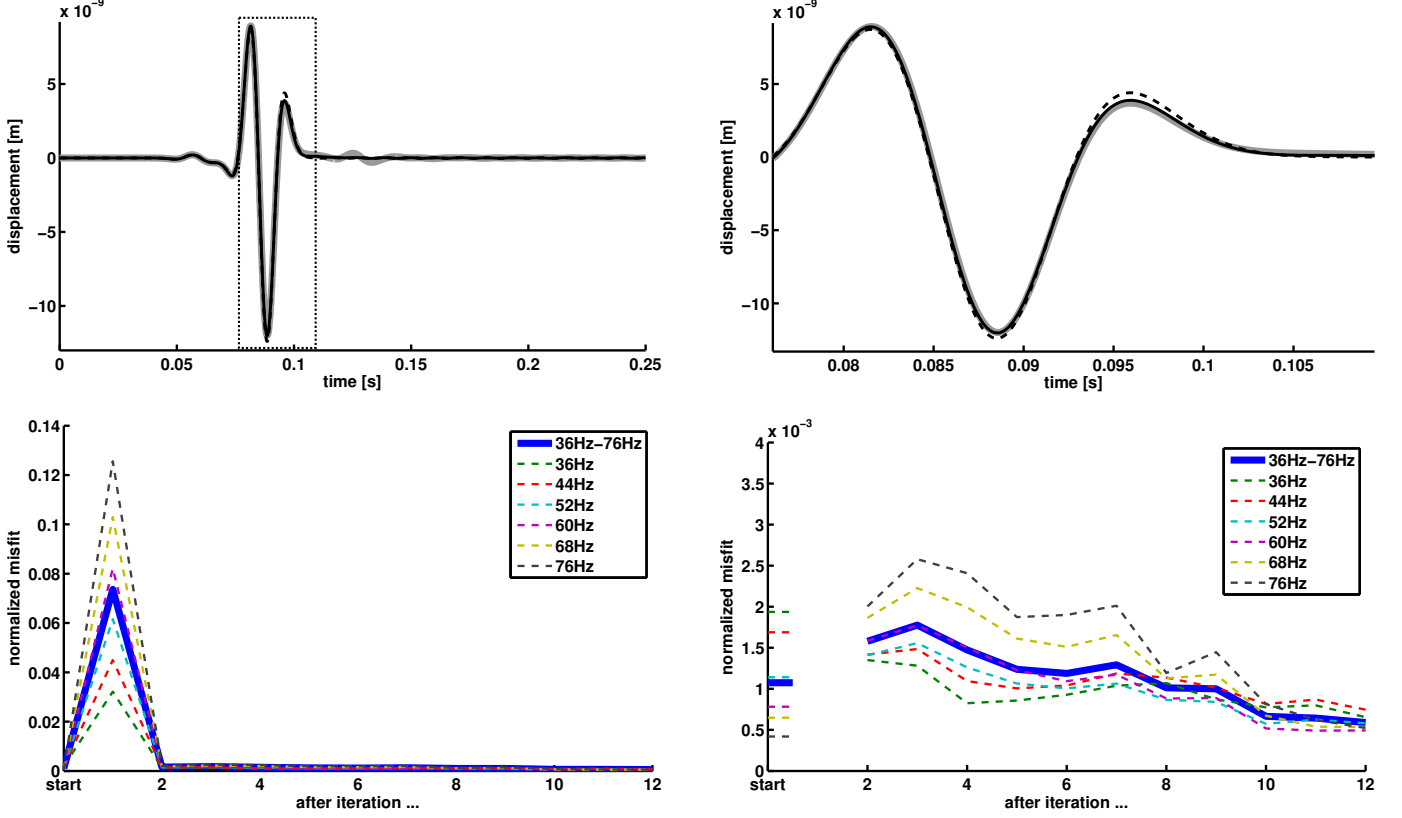 x 10⁻⁹
displacement [m]
5
0
−5
−10
0
0.05
0.1
0.15
0.2
0.25
time [s]
x 10⁻⁹
displacement [m]
5
0
−5
−10
0.08
0.085
0.09
0.095
0.1
0.105
time [s]
normalized misfit
0.14
0.12
0.1
0.08
0.06
0.04
0.02
0
start
2
4
6
8
10
12
after iteration ...
36Hz−76Hz
36Hz
44Hz
52Hz
60Hz
68Hz
76Hz
x 10⁻³
normalized misfit
4
3.5
3
2.5
2
1.5
1
0.5
0
start
2
4
6
8
10
12
after iteration ...
36Hz−76Hz
36Hz
44Hz
52Hz
60Hz
68Hz
76Hz